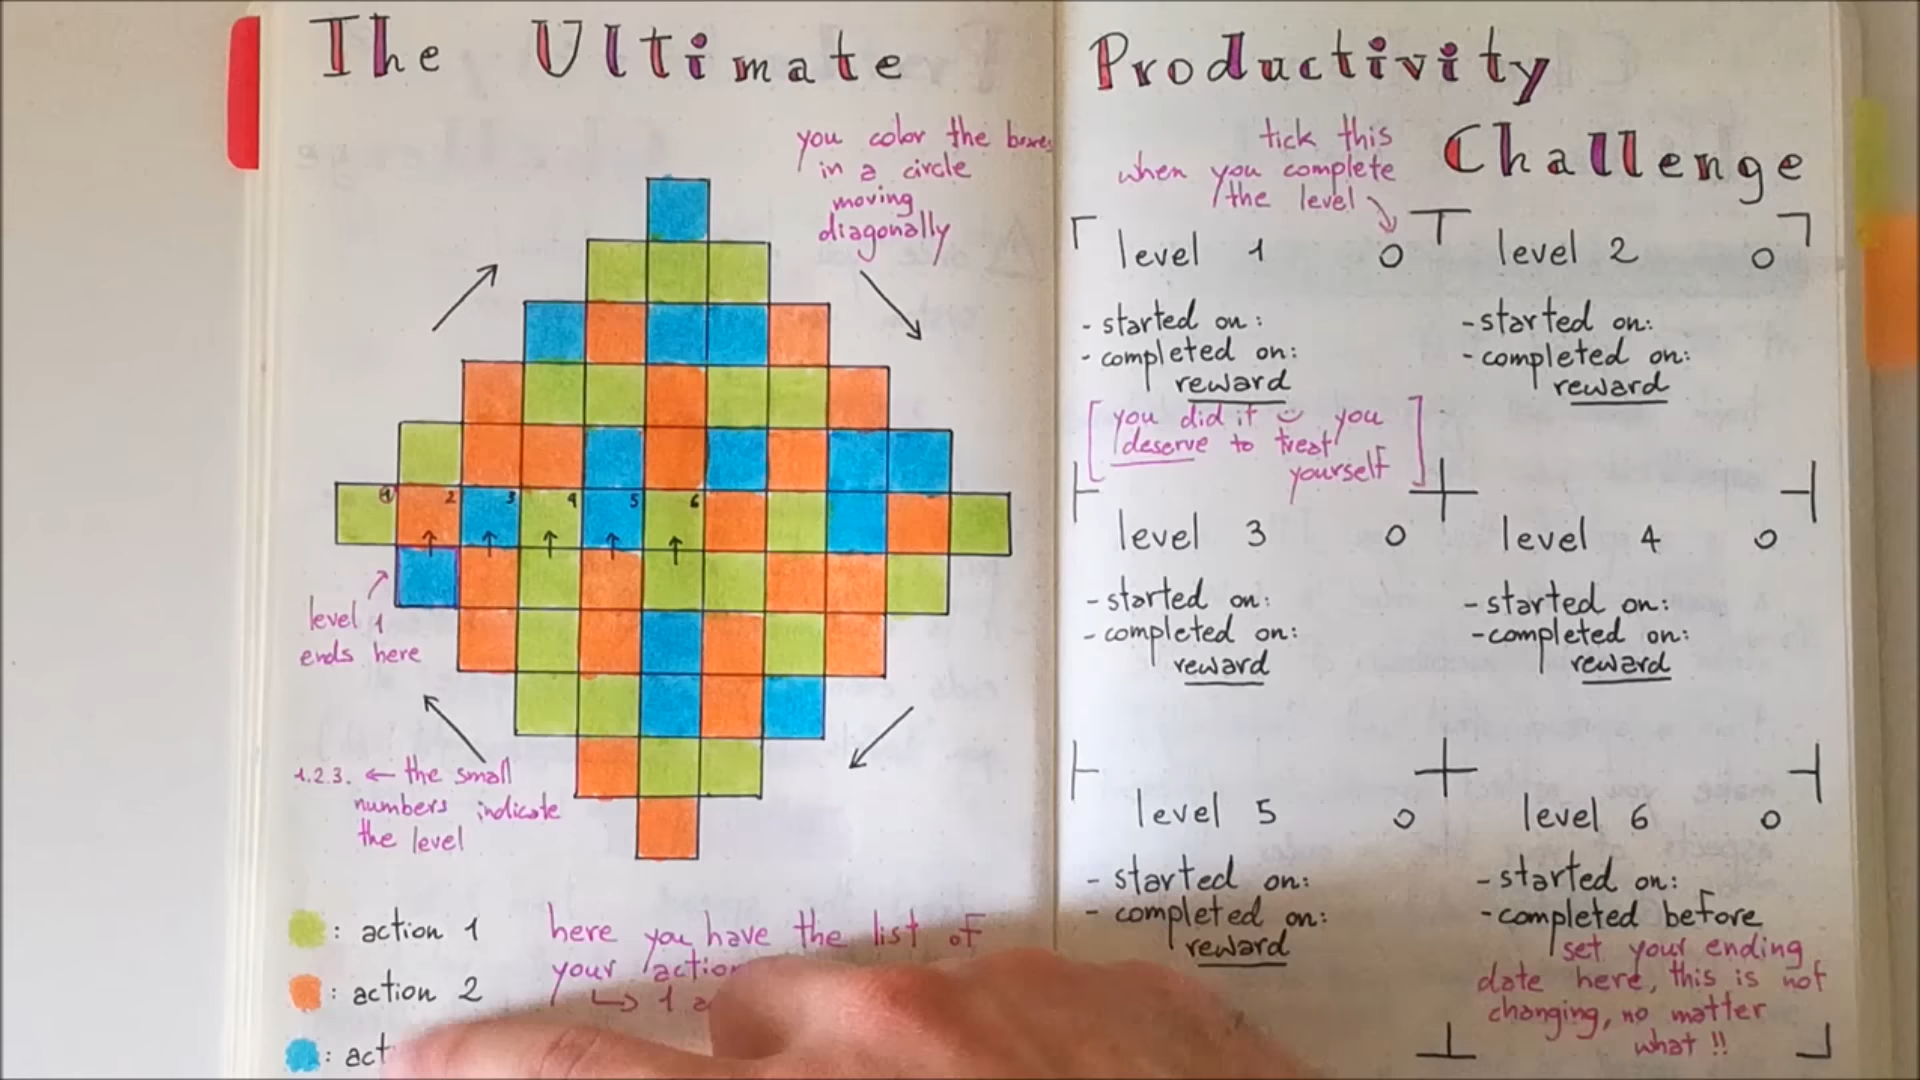 The Ultimate Productivity
Challenge
you color the boxes
in a circle
moving
diagonally
1 2 3 4 5 6
level 1
ends here
1.2.3. ← the small
numbers indicate
the level
: action 1
: action 2
: act
here you have the list of
your action
↳ 1
tick this
when you complete
the level
level 1 O
- started on:
- completed on:
reward
[you did it :) you
deserve to treat
yourself]
level 2 O
- started on:
- completed on:
reward
level 3 O
- started on:
- completed on:
reward
level 4 O
- started on:
- completed on:
reward
level 5 O
- started on:
- completed on:
reward
level 6 O
- started on:
- completed before
set your ending
date here, this is not
changing, no matter
what !!